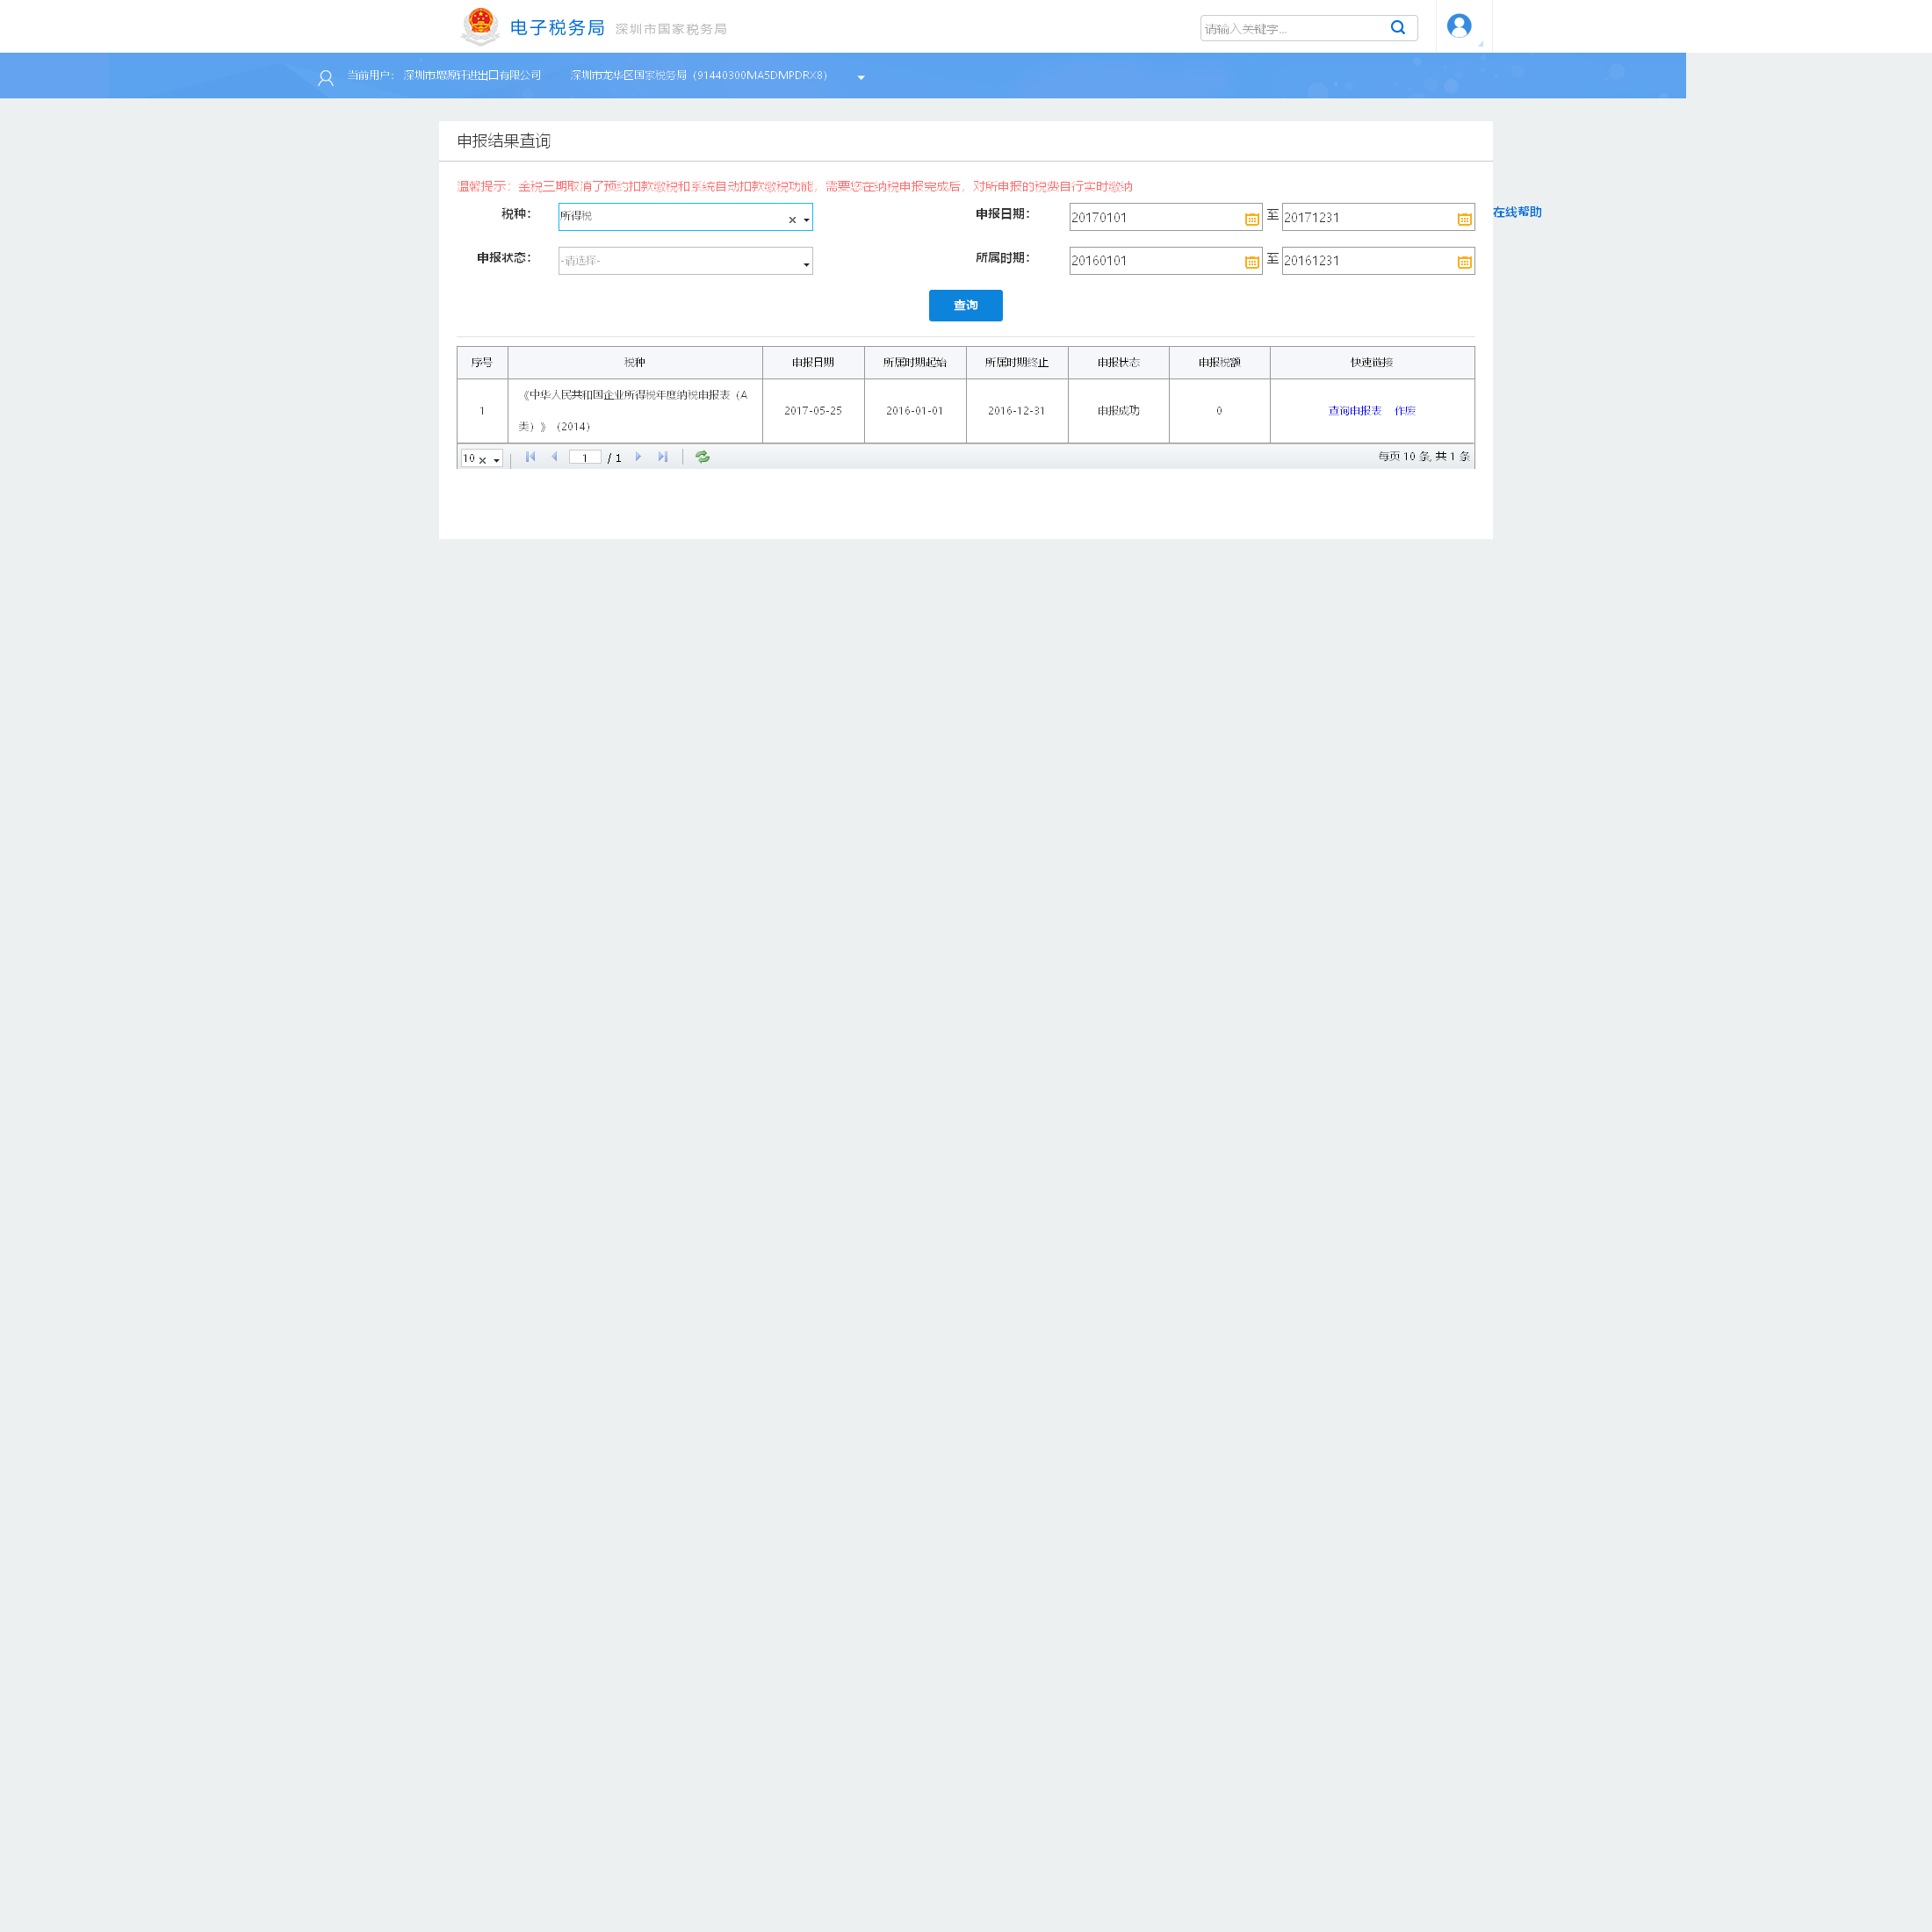 电子税务局 深圳市国家税务局
请输入关键字...
当前用户： 深圳市 进出口有限公司 深圳市龙华区国家税务局（91440300MA5DMPDRX8）
申报结果查询
温馨提示：金税三期取消了预约扣款缴税和系统自动扣款缴税功能，需要您在纳税申报完成后，对所申报的税费自行实时缴纳
税种： 所得税 申报日期： 20170101 至 20171231 在线帮助
申报状态： -请选择- 所属时期： 20160101 至 20161231
查询
序号 税种 申报日期 所属时期起始 所属时期终止 申报状态 申报税额 快速链接
1 《中华人民共和国企业所得税年度纳税申报表（A类）》（2014） 2017-05-25 2016-01-01 2016-12-31 申报成功 0 查询申报表 作废
10 1 / 1 每页 10 条, 共 1 条